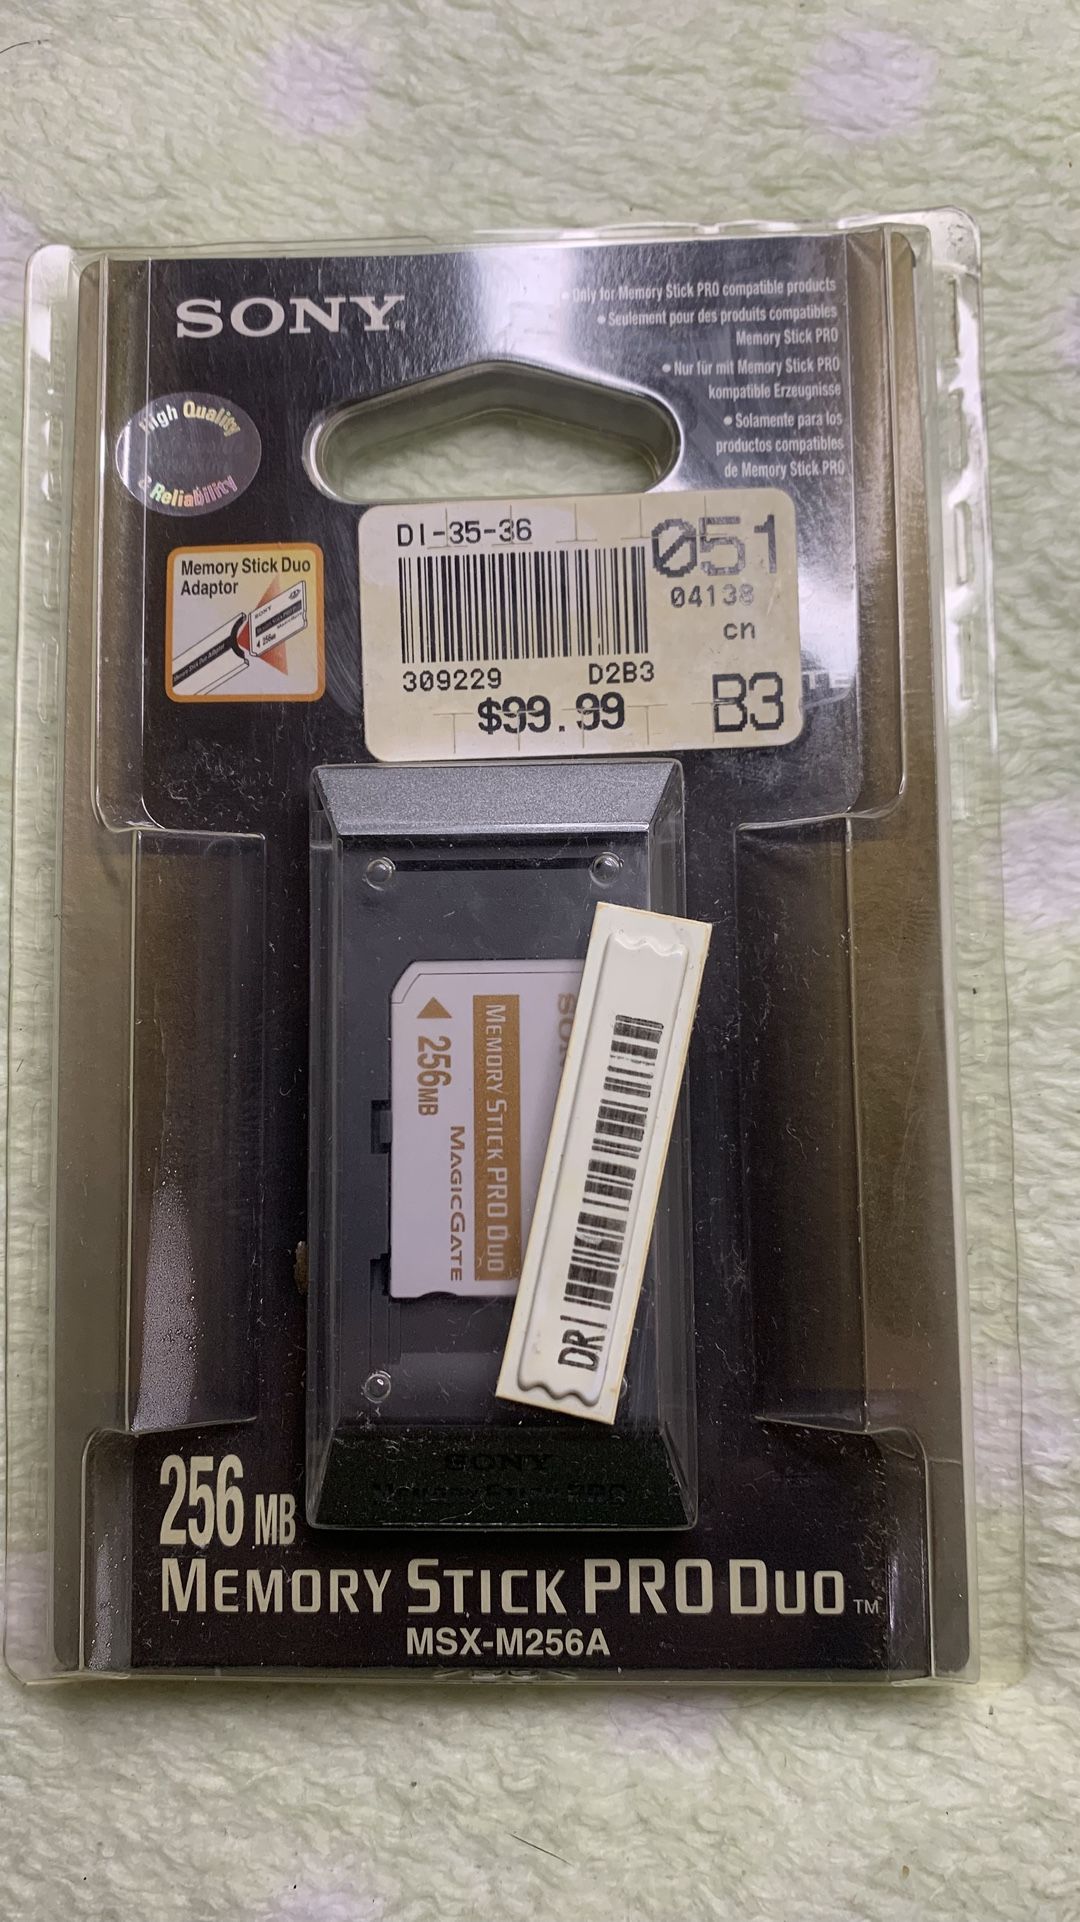 SONY
• Only for Memory Stick PRO compatible products
• Seulement pour des produits compatibles
Memory Stick PRO
• Nur für mit Memory Stick PRO
kompatible Erzeugnisse
• Solamente para los
productos compatibles
de Memory Stick PRO
High Quality
& Reliability
Memory Stick Duo
Adaptor
SONY
256MB
DI-35-36
051
04138
cn
309229
D2B3
$99.99
B3
256MB
MEMORY STICK PRO DUO
MAGICGATE
DR
SONY
256 MB
MEMORY STICK PRO DUO™
MSX-M256A